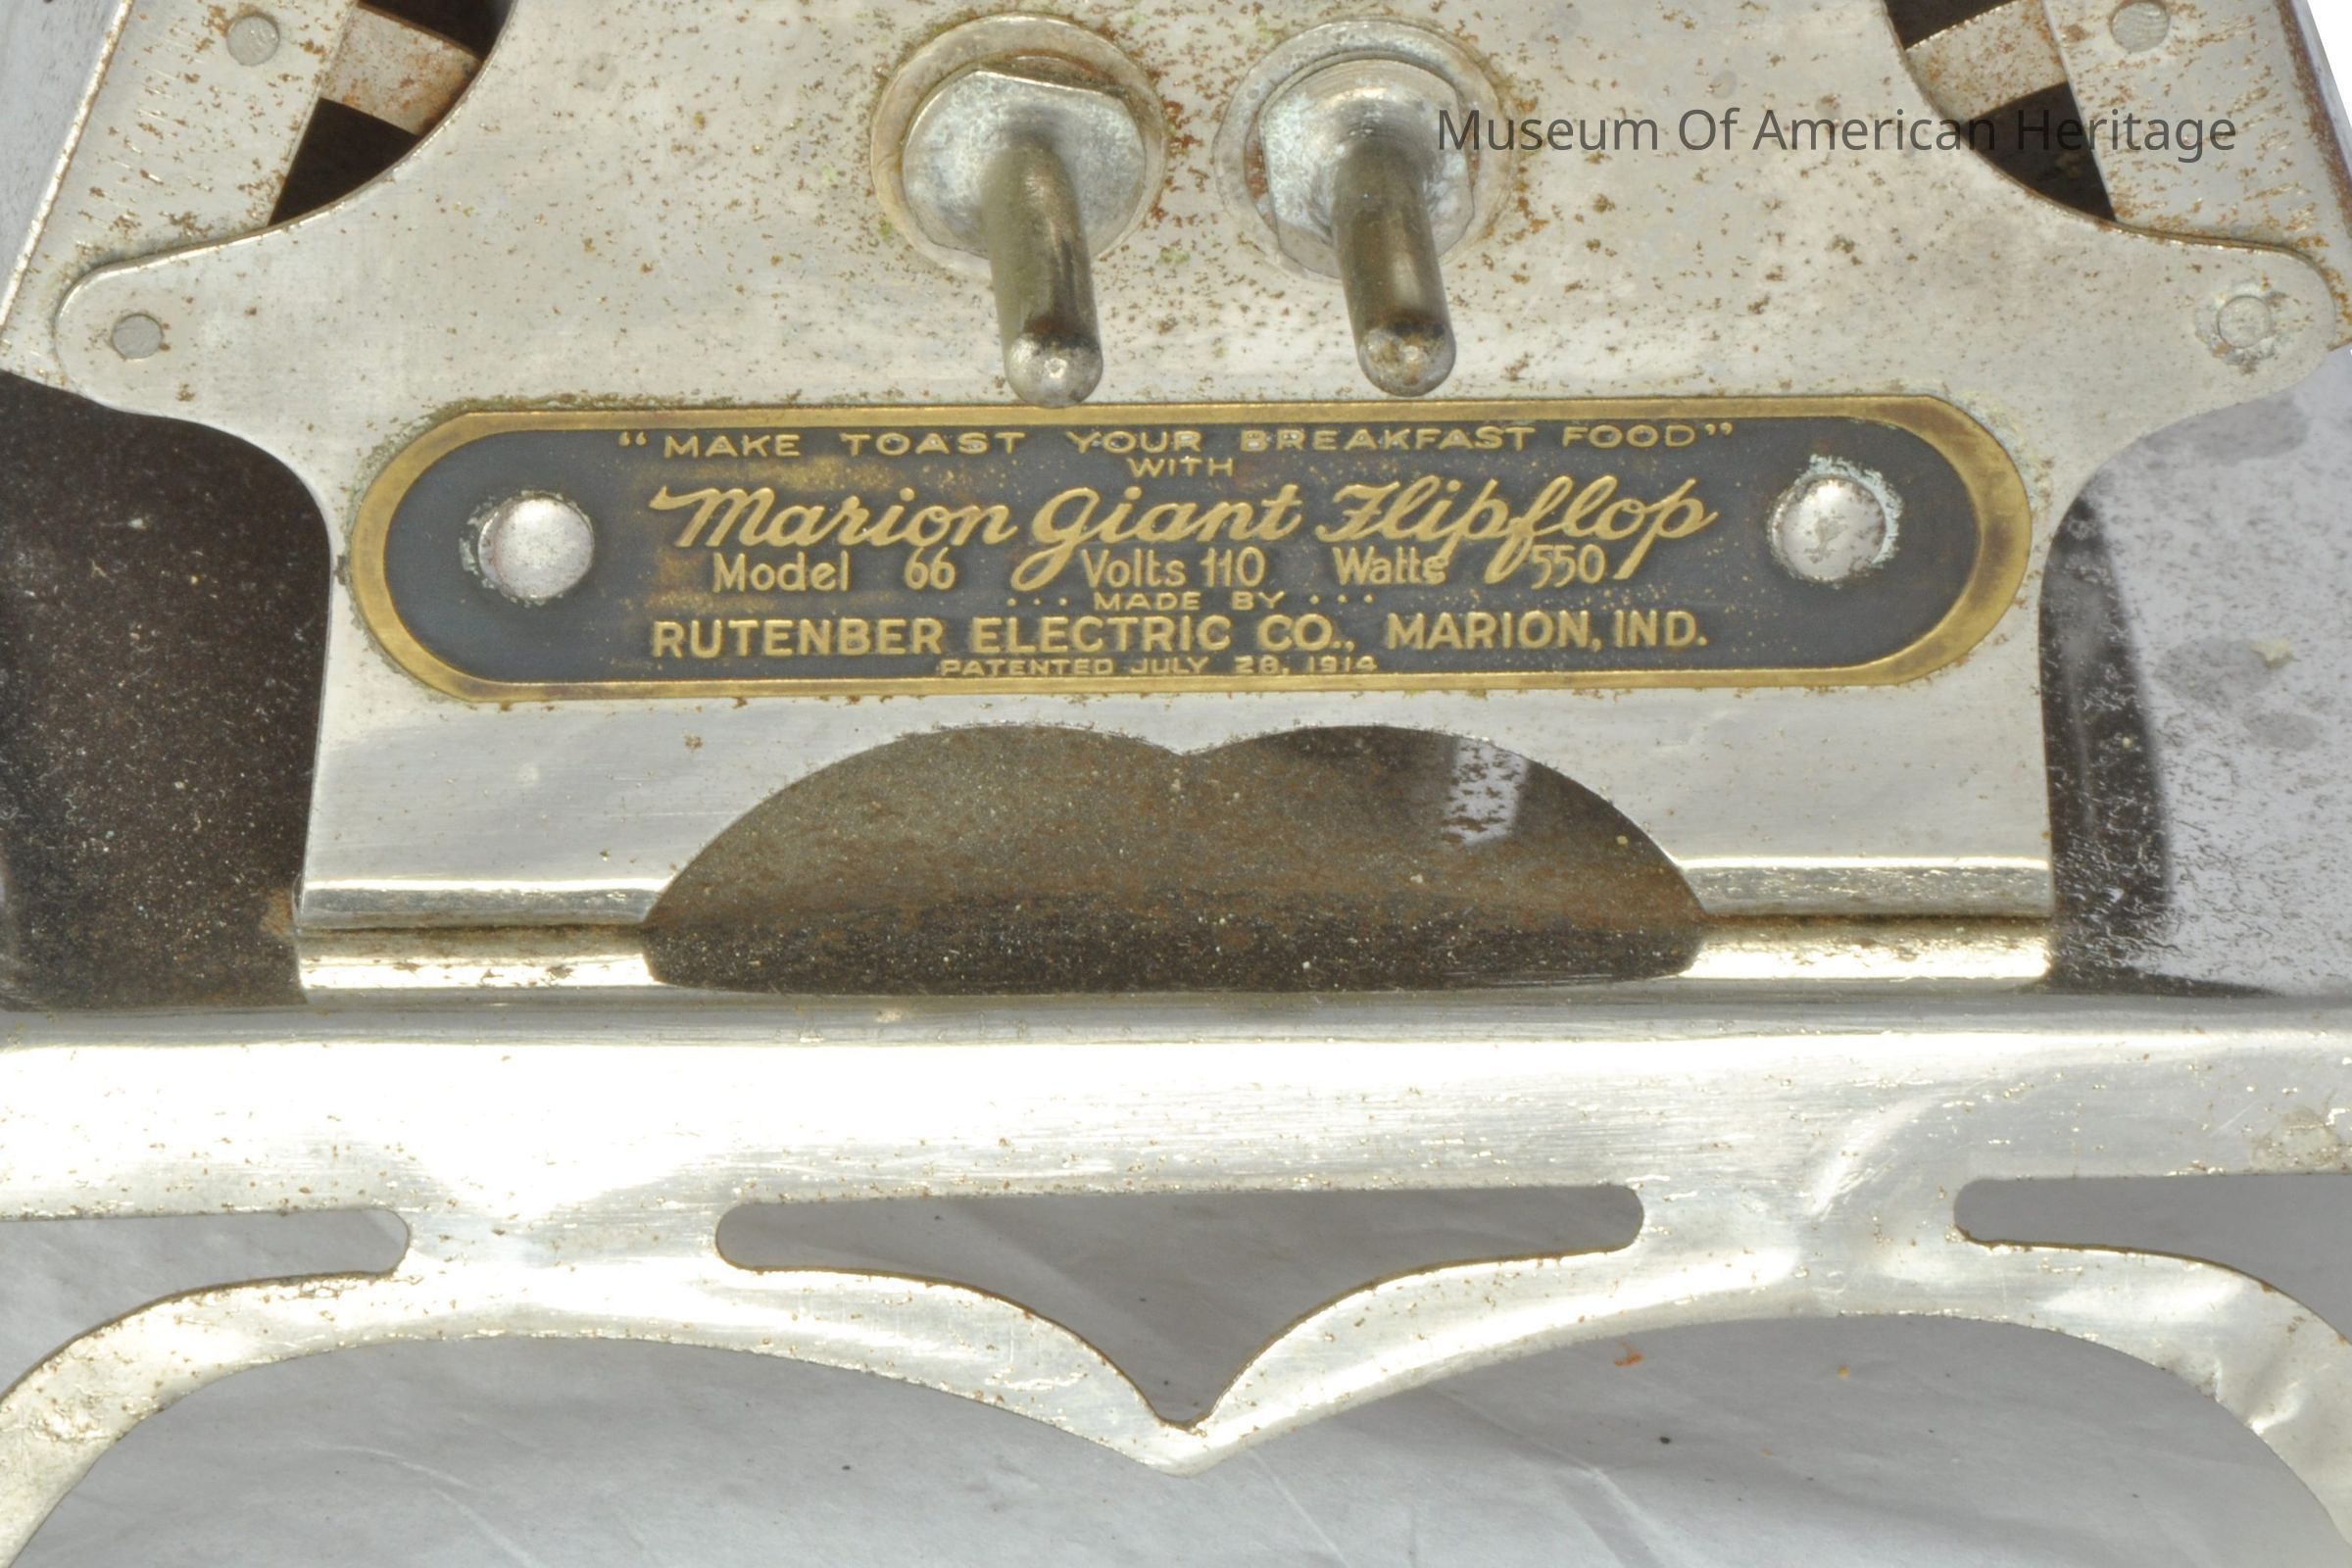 Museum Of American Heritage
“MAKE TOAST YOUR BREAKFAST FOOD”
WITH
Marion Giant Flipflop
Model 66 Volts 110 Watts 550
... MADE BY ...
RUTENBER ELECTRIC CO., MARION, IND.
PATENTED JULY 28, 1914